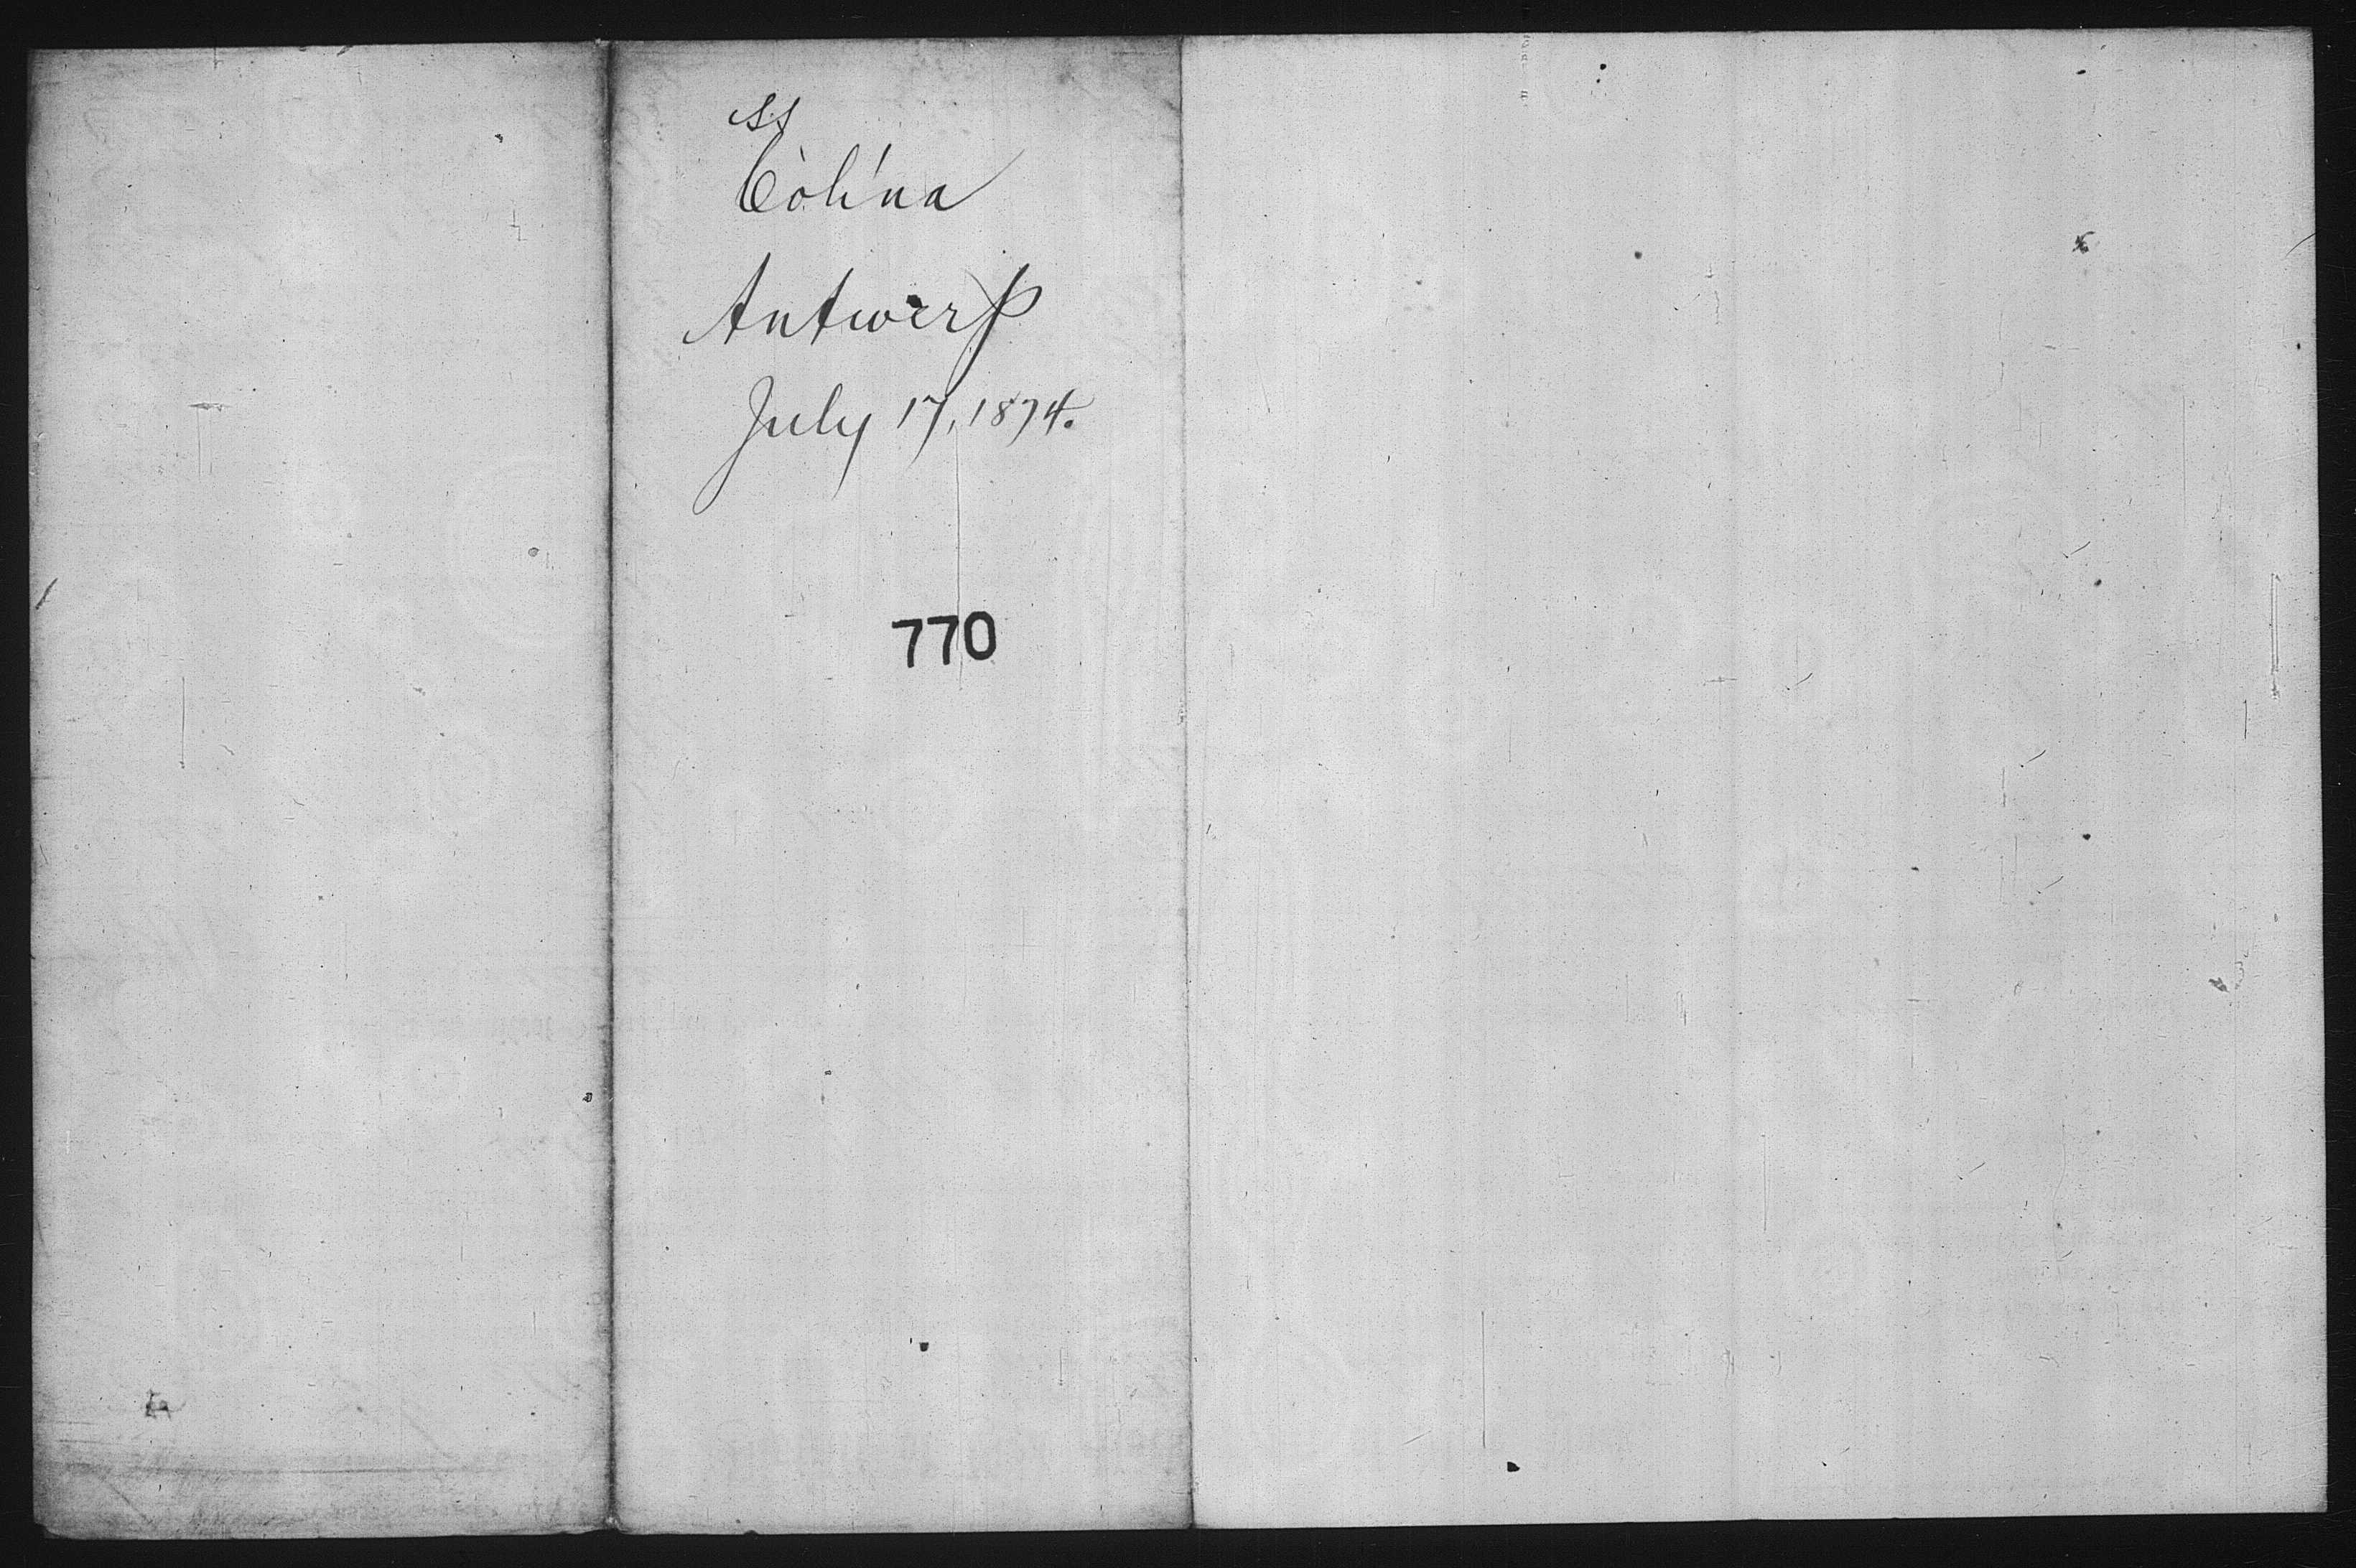 SS
Colina
Antwerp
July 17, 1874.
770